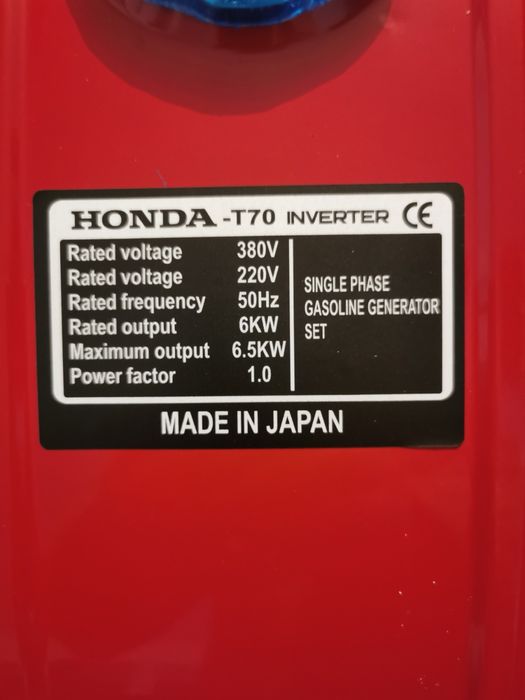 HONDA -T70 INVERTER CE
Rated voltage 380V
Rated voltage 220V
Rated frequency 50Hz
Rated output 6KW
Maximum output 6.5KW
Power factor 1.0
SINGLE PHASE
GASOLINE GENERATOR
SET
MADE IN JAPAN